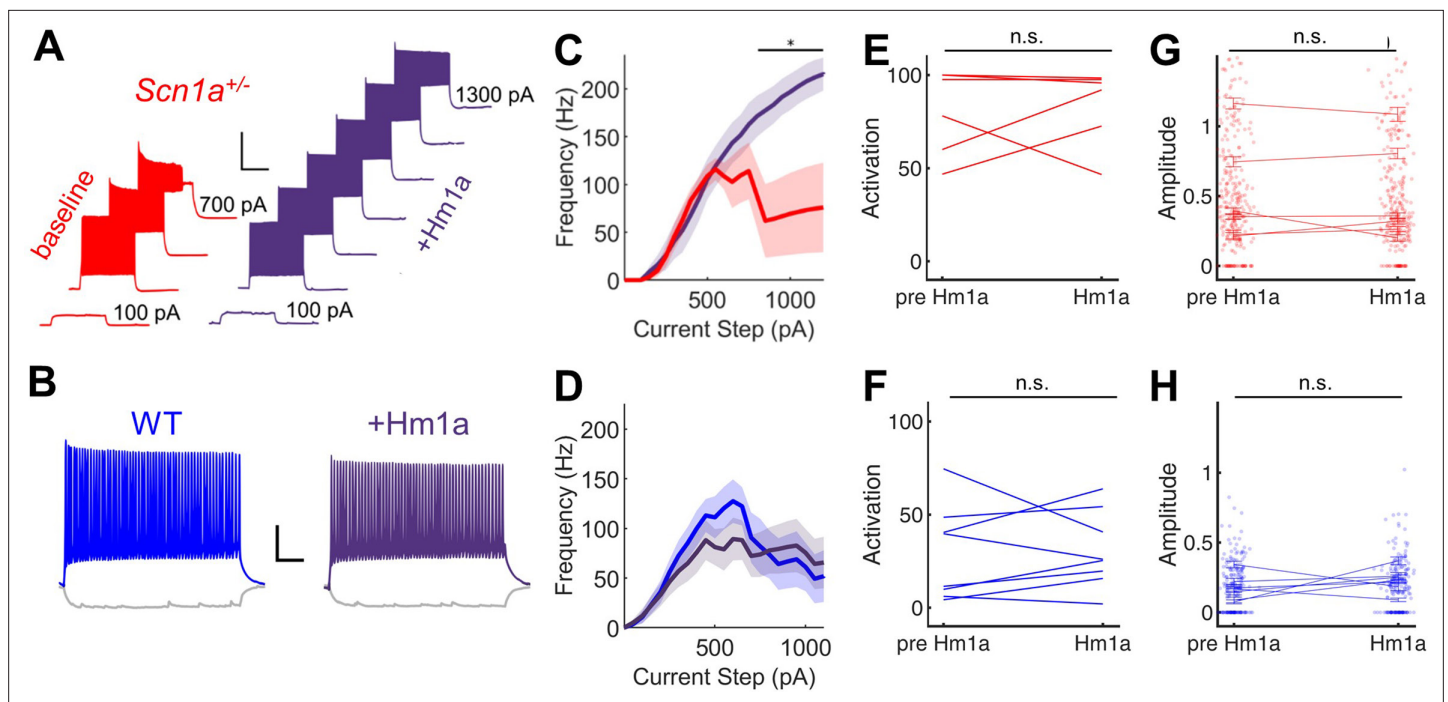 A
Scn1a+/-
baseline
700 pA
100 pA
1300 pA
+Hm1a
100 pA
B
WT
+Hm1a
C
*
Frequency (Hz)
200
150
100
50
0
500
1000
Current Step (pA)
D
Frequency (Hz)
200
150
100
50
0
500
1000
Current Step (pA)
E
n.s.
Activation
100
50
0
pre Hm1a
Hm1a
F
n.s.
Activation
100
50
0
pre Hm1a
Hm1a
G
n.s.
)
Amplitude
1
0.5
0
pre Hm1a
Hm1a
H
n.s.
Amplitude
1
0.5
0
pre Hm1a
Hm1a